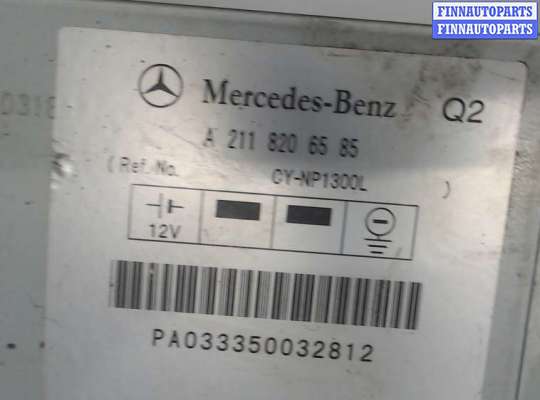 FINNAUTOPARTS
FINNAUTOPARTS
Mercedes-Benz Q2
A 211 820 65 85
(Ref. No. CY-NP1300L )
12V
PA033350032812